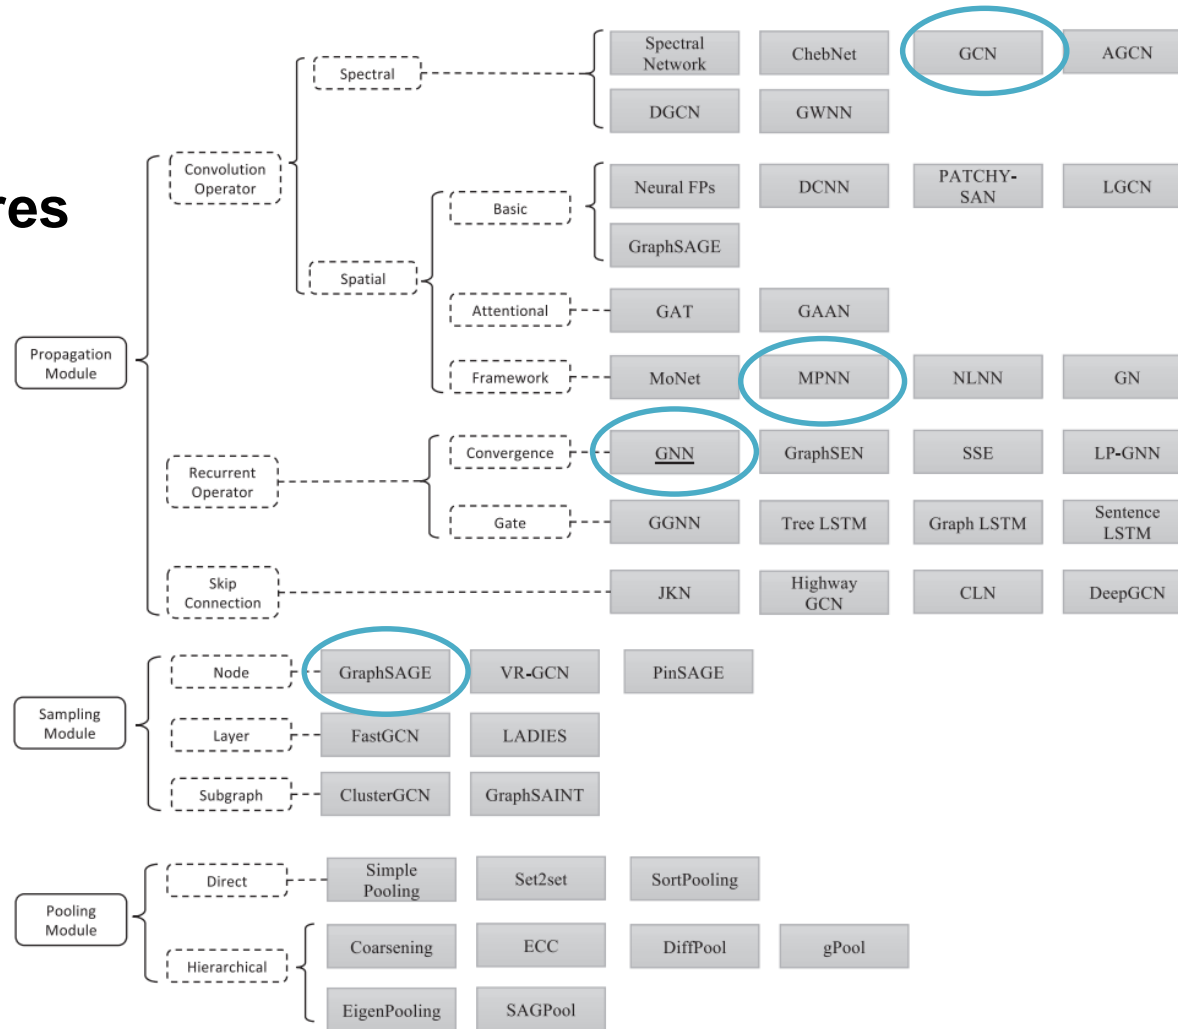 res
Propagation
Module
Convolution
Operator
Spectral
Spectral
Network
ChebNet
GCN
AGCN
DGCN
GWNN
Spatial
Basic
Neural FPs
DCNN
PATCHY-
SAN
LGCN
GraphSAGE
Attentional
GAT
GAAN
Framework
MoNet
MPNN
NLNN
GN
Recurrent
Operator
Convergence
GNN
GraphSEN
SSE
LP-GNN
Gate
GGNN
Tree LSTM
Graph LSTM
Sentence
LSTM
Skip
Connection
JKN
Highway
GCN
CLN
DeepGCN
Sampling
Module
Node
GraphSAGE
VR-GCN
PinSAGE
Layer
FastGCN
LADIES
Subgraph
ClusterGCN
GraphSAINT
Pooling
Module
Direct
Simple
Pooling
Set2set
SortPooling
Hierarchical
Coarsening
ECC
DiffPool
gPool
EigenPooling
SAGPool